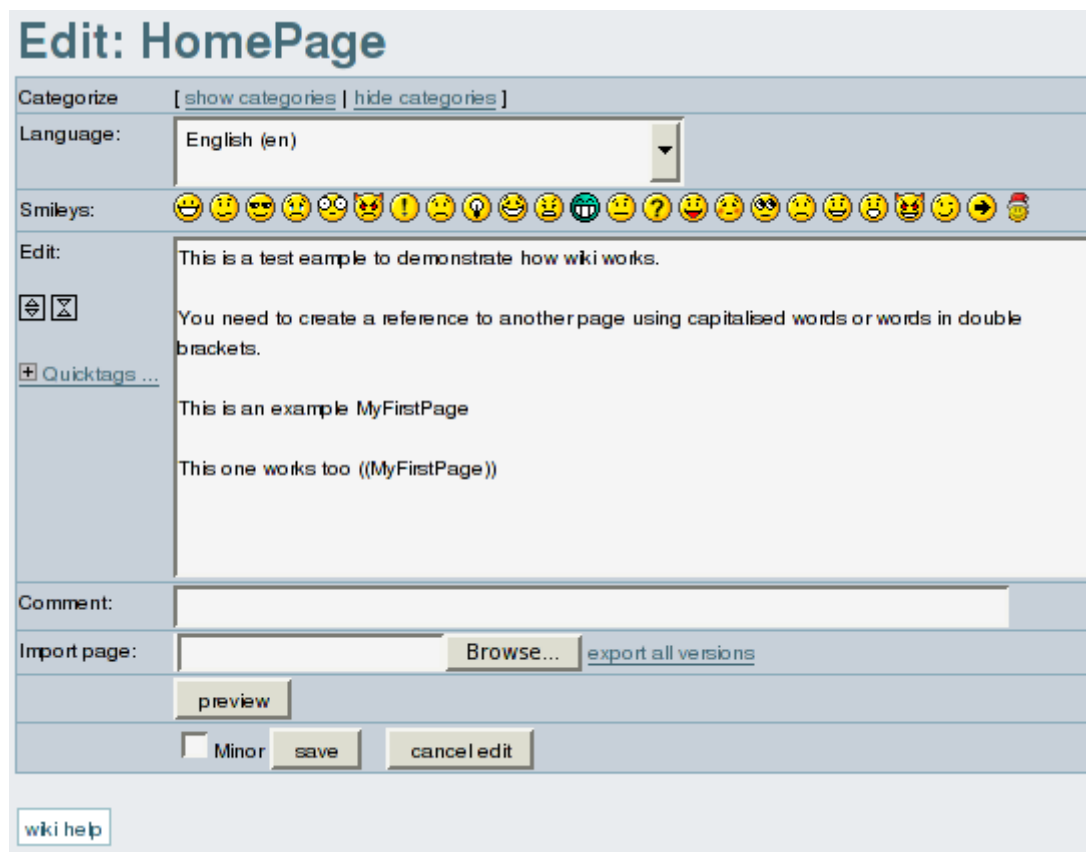 Edit: HomePage
Categorize [ show categories | hide categories ]
Language: English (en)
Smileys:
Edit:
This is a test eample to demonstrate how wiki works.
You need to create a reference to another page using capitalised words or words in double
brackets.
Quicktags ...
This is an example MyFirstPage
This one works too ((MyFirstPage))
Comment:
Import page: Browse... export all versions
preview
Minor save cancel edit
wiki help